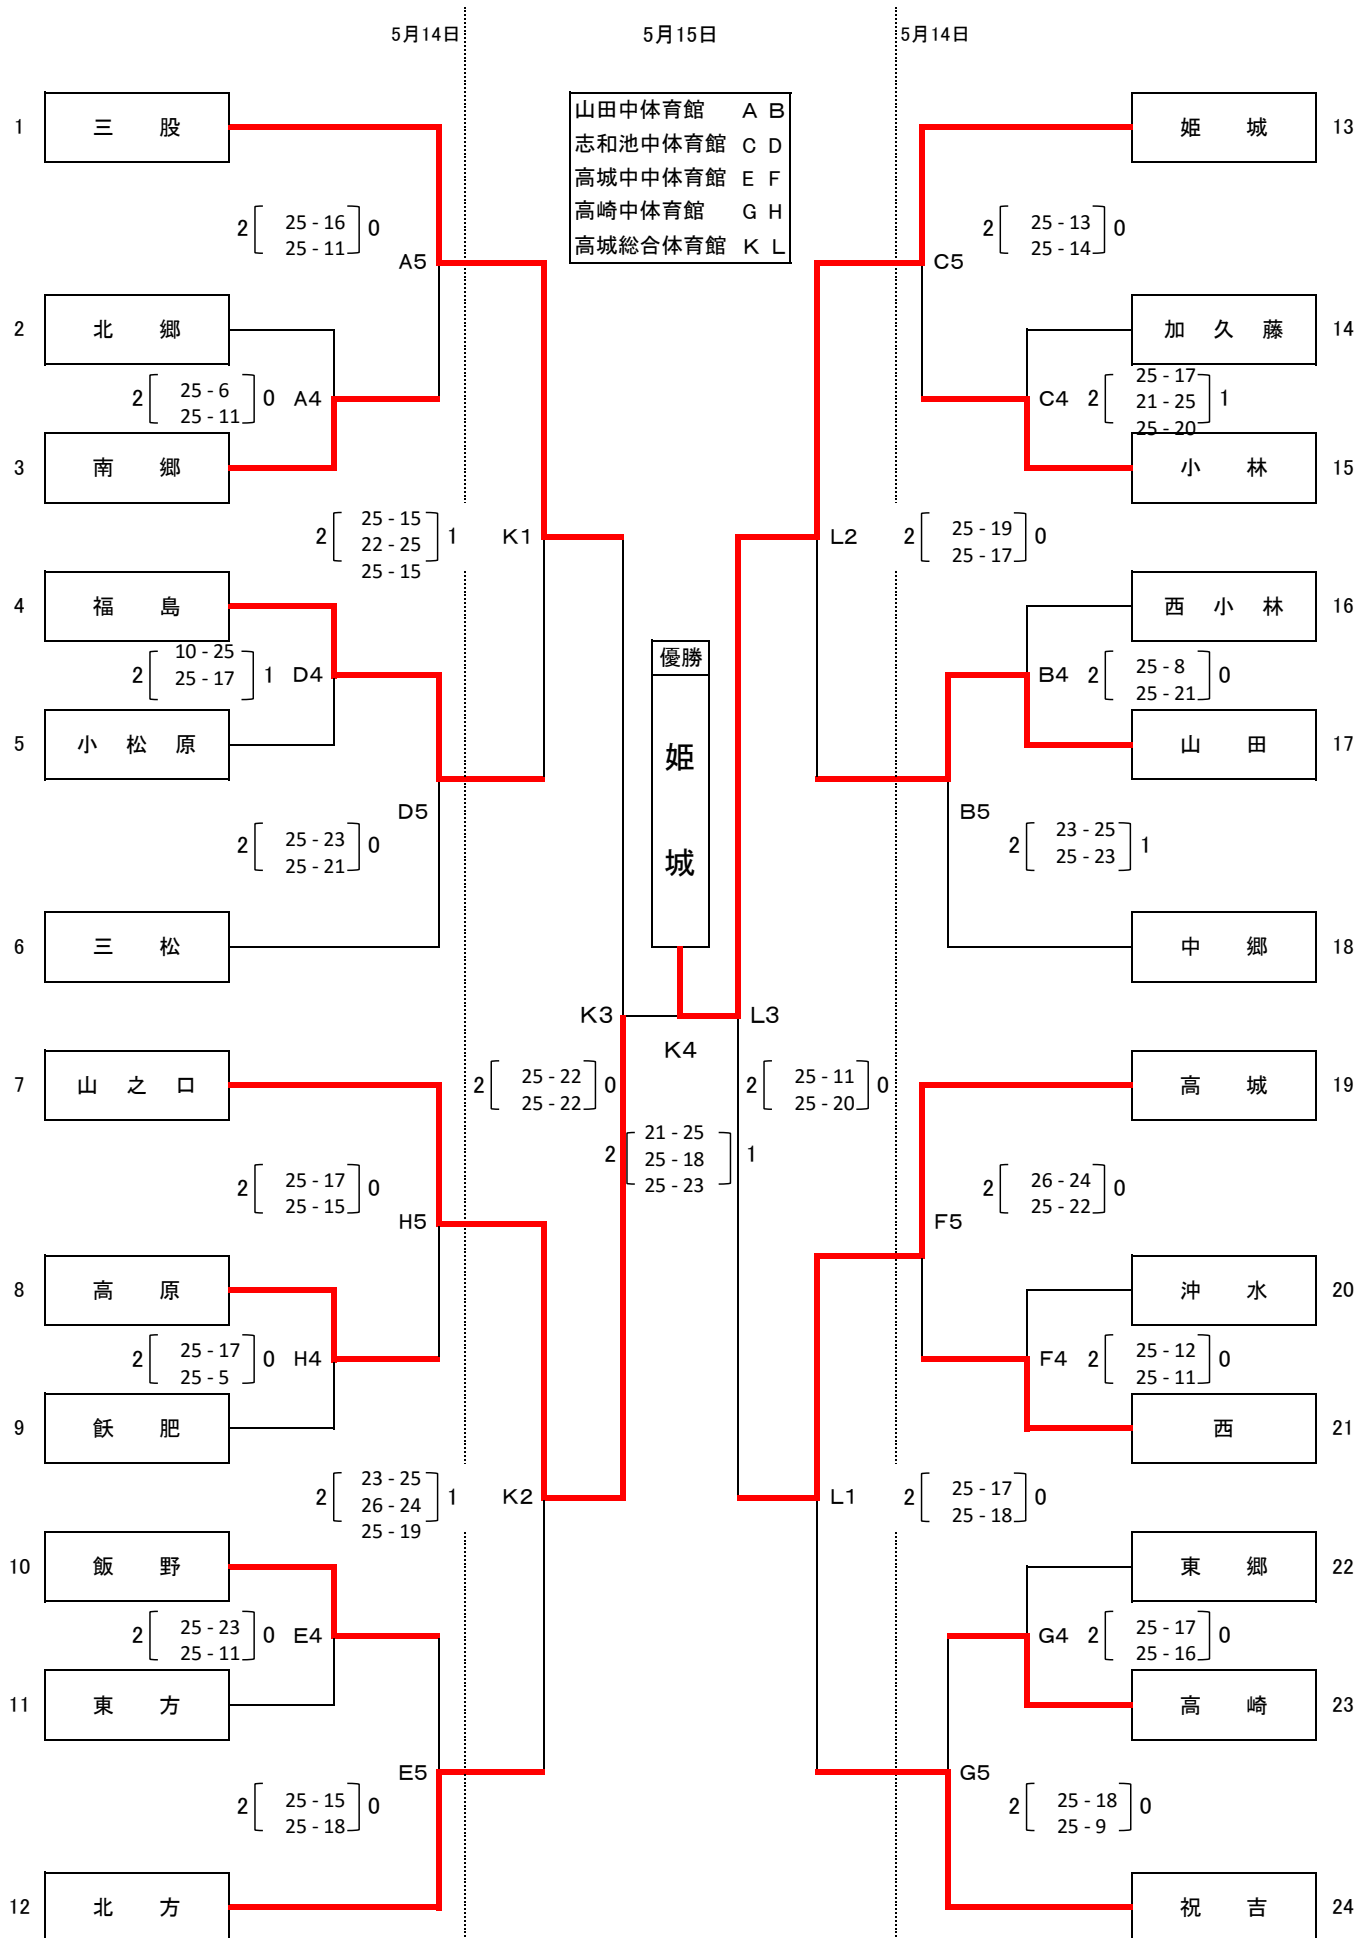 5月14日
5月15日
5月14日
山田中体育館 A B
志和池中体育館 C D
高城中中体育館 E F
高崎中体育館 G H
高城総合体育館 K L
1 三 股
2 [ 25 - 16 ] 0
25 - 11
A5
2 北 郷
2 [ 25 - 6 ] 0 A4
25 - 11
3 南 郷
2 [ 25 - 15 ] 1 K1
22 - 25
25 - 15
4 福 島
2 [ 10 - 25 ] 1 D4
25 - 17
5 小 松 原
D5
2 [ 25 - 23 ] 0
25 - 21
6 三 松
K3
7 山 之 口
2 [ 25 - 22 ] 0
25 - 22
2 [ 25 - 17 ] 0
25 - 15
H5
8 高 原
2 [ 25 - 17 ] 0 H4
25 - 5
9 飫 肥
2 [ 23 - 25 ] 1 K2
26 - 24
25 - 19
10 飯 野
2 [ 25 - 23 ] 0 E4
25 - 11
11 東 方
E5
2 [ 25 - 15 ] 0
25 - 18
12 北 方
優勝
姫
城
K4
2 [ 21 - 25 ] 1
25 - 18
25 - 23
姫 城 13
2 [ 25 - 13 ] 0
25 - 14
C5
加 久 藤 14
C4 2 [ 25 - 17 ] 1
21 - 25
25 - 20
小 林 15
L2 2 [ 25 - 19 ] 0
25 - 17
西 小 林 16
B4 2 [ 25 - 8 ] 0
25 - 21
山 田 17
B5
2 [ 23 - 25 ] 1
25 - 23
中 郷 18
L3
2 [ 25 - 11 ] 0
25 - 20
高 城 19
2 [ 26 - 24 ] 0
25 - 22
F5
沖 水 20
F4 2 [ 25 - 12 ] 0
25 - 11
西 21
L1 2 [ 25 - 17 ] 0
25 - 18
東 郷 22
G4 2 [ 25 - 17 ] 0
25 - 16
高 崎 23
G5
2 [ 25 - 18 ] 0
25 - 9
祝 吉 24